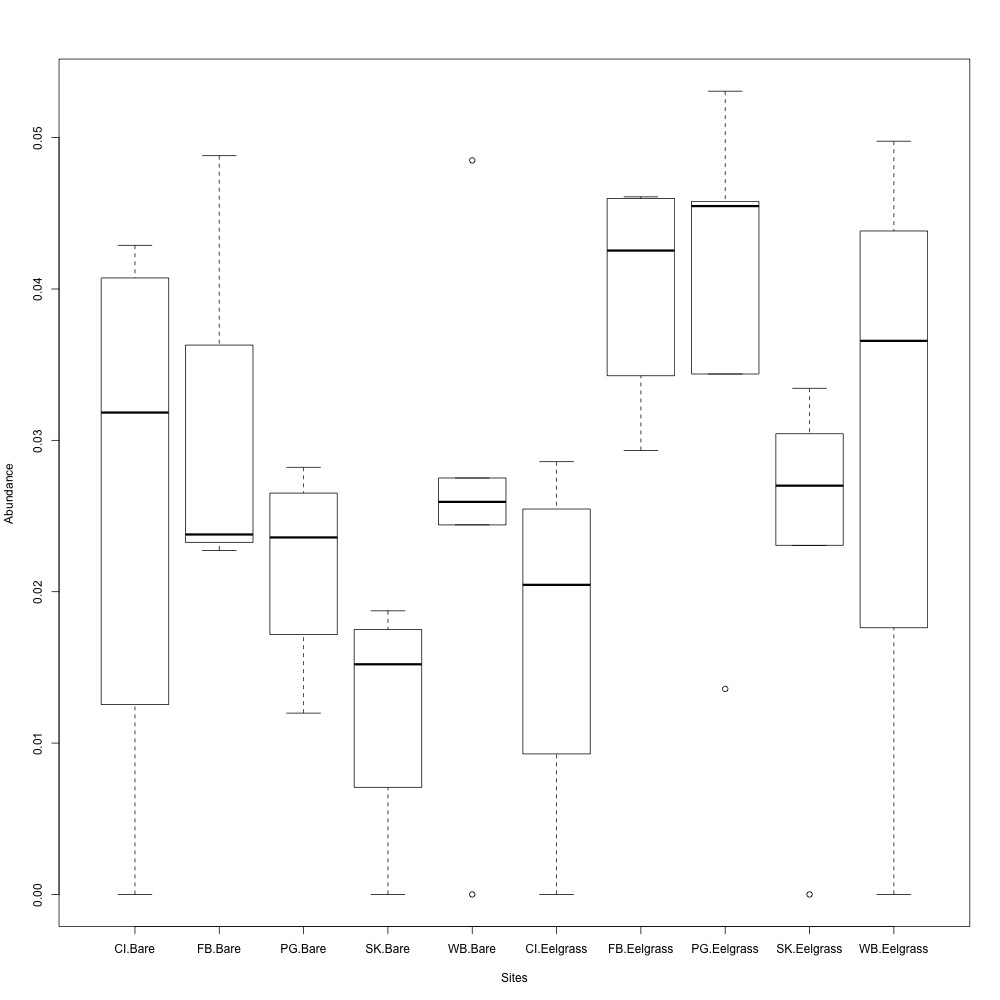 Abundance
0.05
0.04
0.03
0.02
0.01
0.00
CI.Bare FB.Bare PG.Bare SK.Bare WB.Bare CI.Eelgrass FB.Eelgrass PG.Eelgrass SK.Eelgrass WB.Eelgrass
Sites